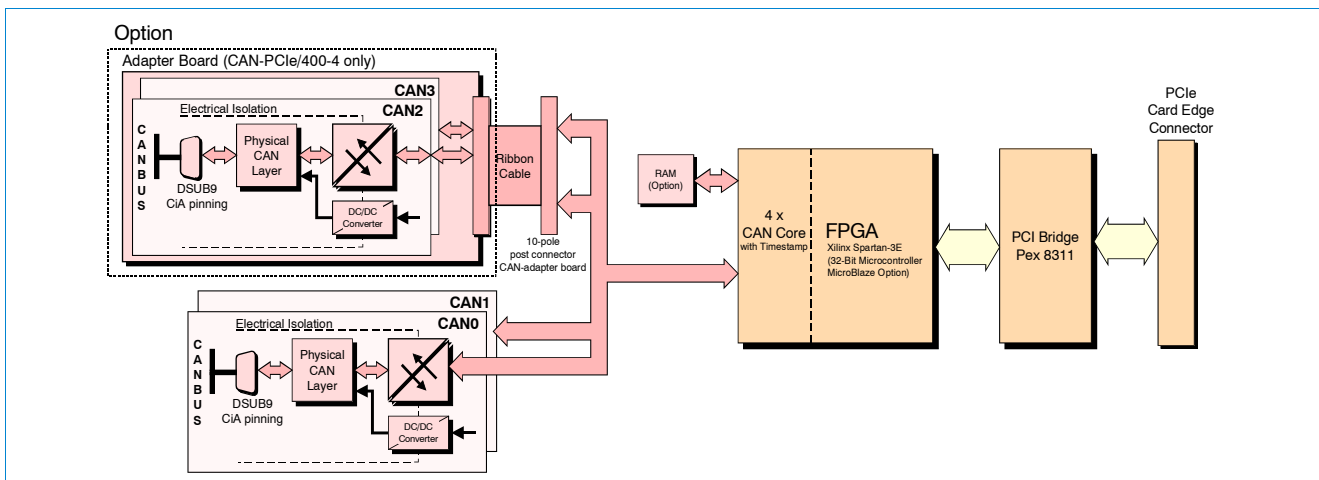 Option
Adapter Board (CAN-PCIe/400-4 only)
CAN3
Electrical Isolation
CAN2
CANBUS
DSUB9
CiA pinning
Physical
CAN
Layer
DC/DC
Converter
Ribbon
Cable
10-pole
post connector
CAN-adapter board
CAN1
Electrical Isolation
CAN0
CANBUS
DSUB9
CiA pinning
Physical
CAN
Layer
DC/DC
Converter
RAM
(Option)
4 x
CAN Core
with Timestamp
FPGA
Xilinx Spartan-3E
(32-Bit Microcontroller
MicroBlaze Option)
PCI Bridge
Pex 8311
PCIe
Card Edge
Connector